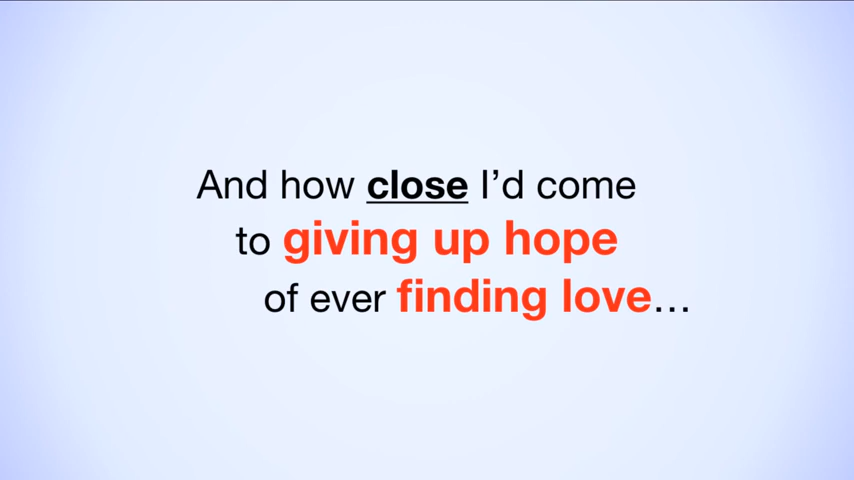 And how close I’d come
to giving up hope
of ever finding love…